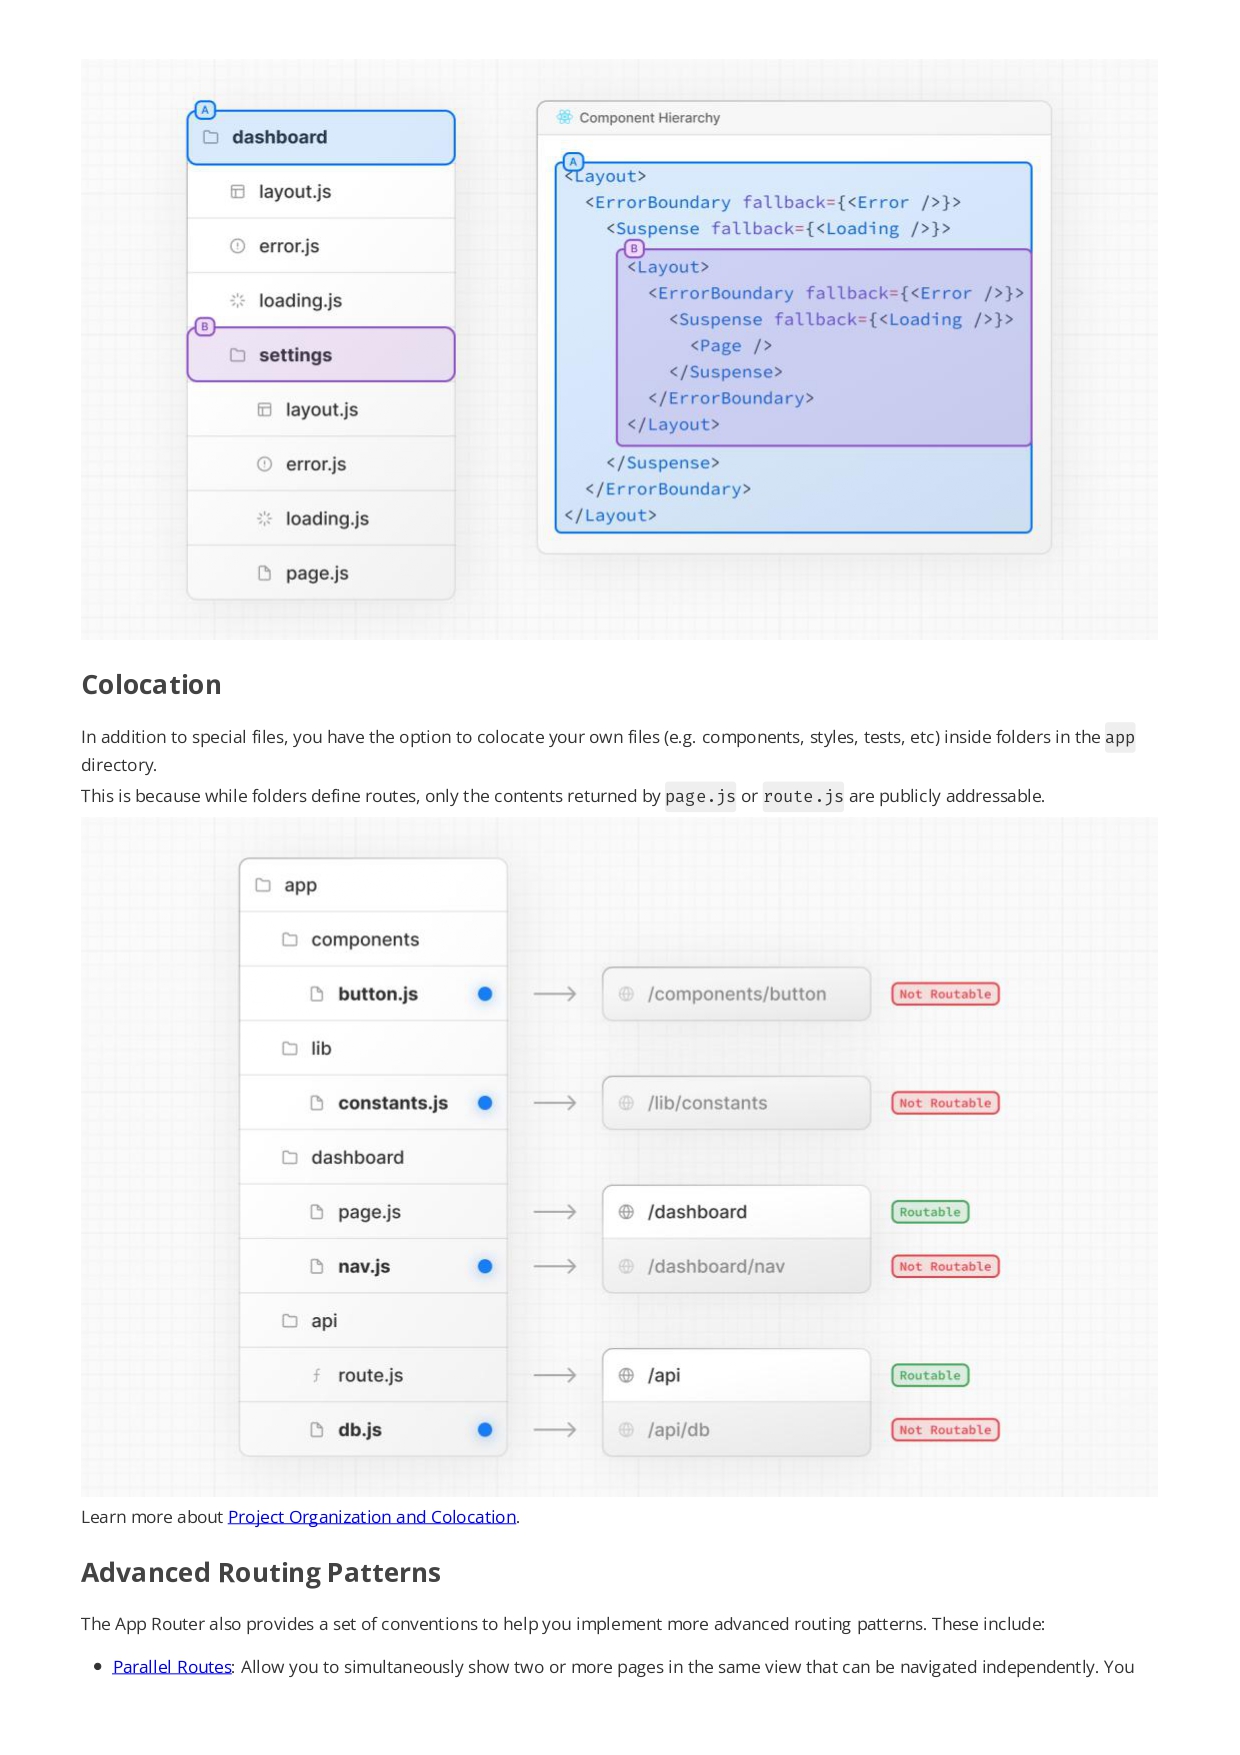 A
dashboard
layout.js
error.js
loading.js
B
settings
layout.js
error.js
loading.js
page.js
Component Hierarchy
A
<Layout>
<ErrorBoundary fallback={<Error />}>
<Suspense fallback={<Loading />}>
B
<Layout>
<ErrorBoundary fallback={<Error />}>
<Suspense fallback={<Loading />}>
<Page />
</Suspense>
</ErrorBoundary>
</Layout>
</Suspense>
</ErrorBoundary>
</Layout>
Colocation
In addition to special files, you have the option to colocate your own files (e.g. components, styles, tests, etc) inside folders in the app
directory.
This is because while folders define routes, only the contents returned by page.js or route.js are publicly addressable.
app
components
button.js /components/button Not Routable
lib
constants.js /lib/constants Not Routable
dashboard
page.js /dashboard Routable
nav.js /dashboard/nav Not Routable
api
route.js /api Routable
db.js /api/db Not Routable
Learn more about Project Organization and Colocation.
Advanced Routing Patterns
The App Router also provides a set of conventions to help you implement more advanced routing patterns. These include:
Parallel Routes: Allow you to simultaneously show two or more pages in the same view that can be navigated independently. You